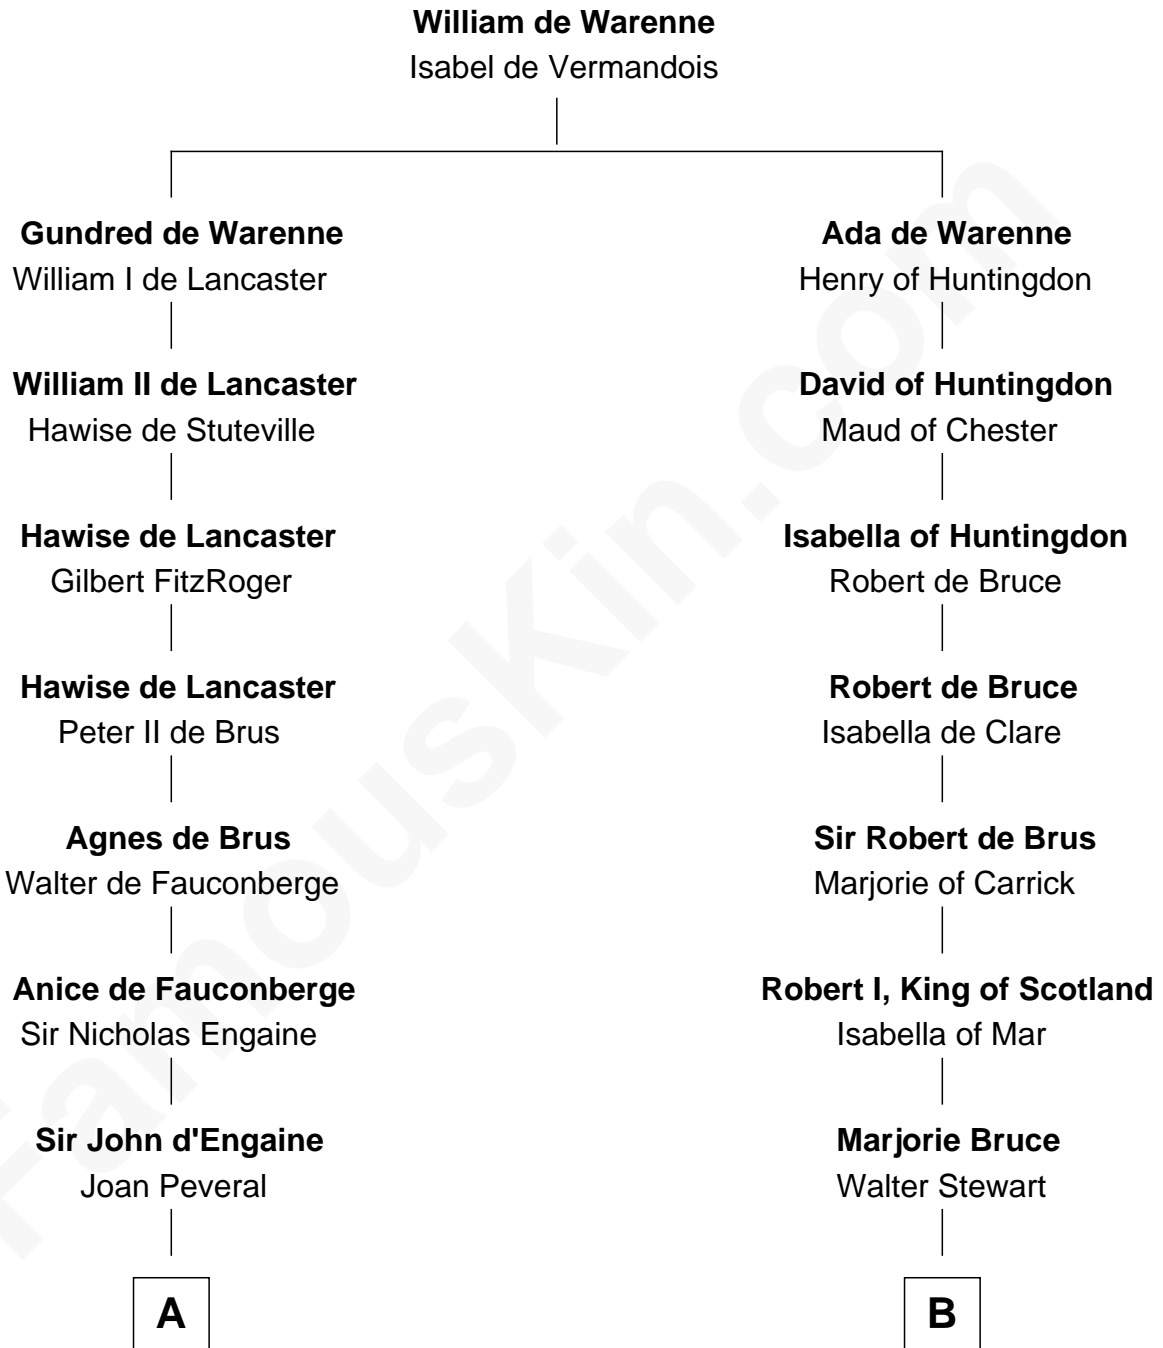 William de Warenne
Isabel de Vermandois
Gundred de Warenne
William I de Lancaster
William II de Lancaster
Hawise de Stuteville
Hawise de Lancaster
Gilbert FitzRoger
Hawise de Lancaster
Peter II de Brus
Agnes de Brus
Walter de Fauconberge
Anice de Fauconberge
Sir Nicholas Engaine
Sir John d'Engaine
Joan Peveral
A
Ada de Warenne
Henry of Huntingdon
David of Huntingdon
Maud of Chester
Isabella of Huntingdon
Robert de Bruce
Robert de Bruce
Isabella de Clare
Sir Robert de Brus
Marjorie of Carrick
Robert I, King of Scotland
Isabella of Mar
Marjorie Bruce
Walter Stewart
B
FamousKin.com